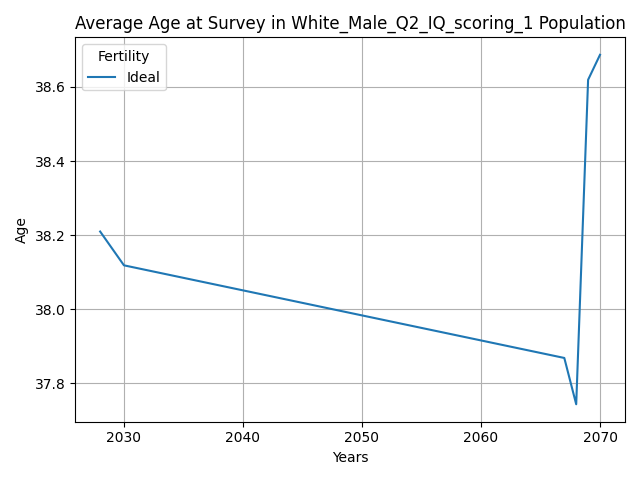 Average Age at Survey in White_Male_Q2_IQ_scoring_1 Population
Fertility
Ideal
Age
38.6
38.4
38.2
38.0
37.8
2030 2040 2050 2060 2070
Years